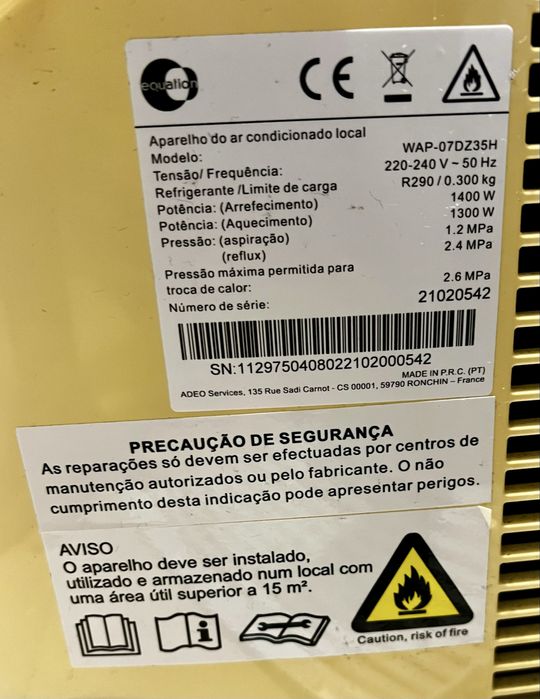 equation
CE
Aparelho do ar condicionado local
Modelo: WAP-07DZ35H
Tensão/ Frequência: 220-240 V ~ 50 Hz
Refrigerante /Limite de carga R290 / 0.300 kg
Potência: (Arrefecimento) 1400 W
Potência: (Aquecimento) 1300 W
Pressão: (aspiração) 1.2 MPa
(reflux) 2.4 MPa
Pressão máxima permitida para
troca de calor: 2.6 MPa
Número de série: 21020542
SN:1129750408022102000542
MADE IN P.R.C. (PT)
ADEO Services, 135 Rue Sadi Carnot - CS 00001, 59790 RONCHIN – France
PRECAUÇÃO DE SEGURANÇA
As reparações só devem ser efectuadas por centros de
manutenção autorizados ou pelo fabricante. O não
cumprimento desta indicação pode apresentar perigos.
AVISO
O aparelho deve ser instalado,
utilizado e armazenado num local com
uma área útil superior a 15 m².
Caution, risk of fire